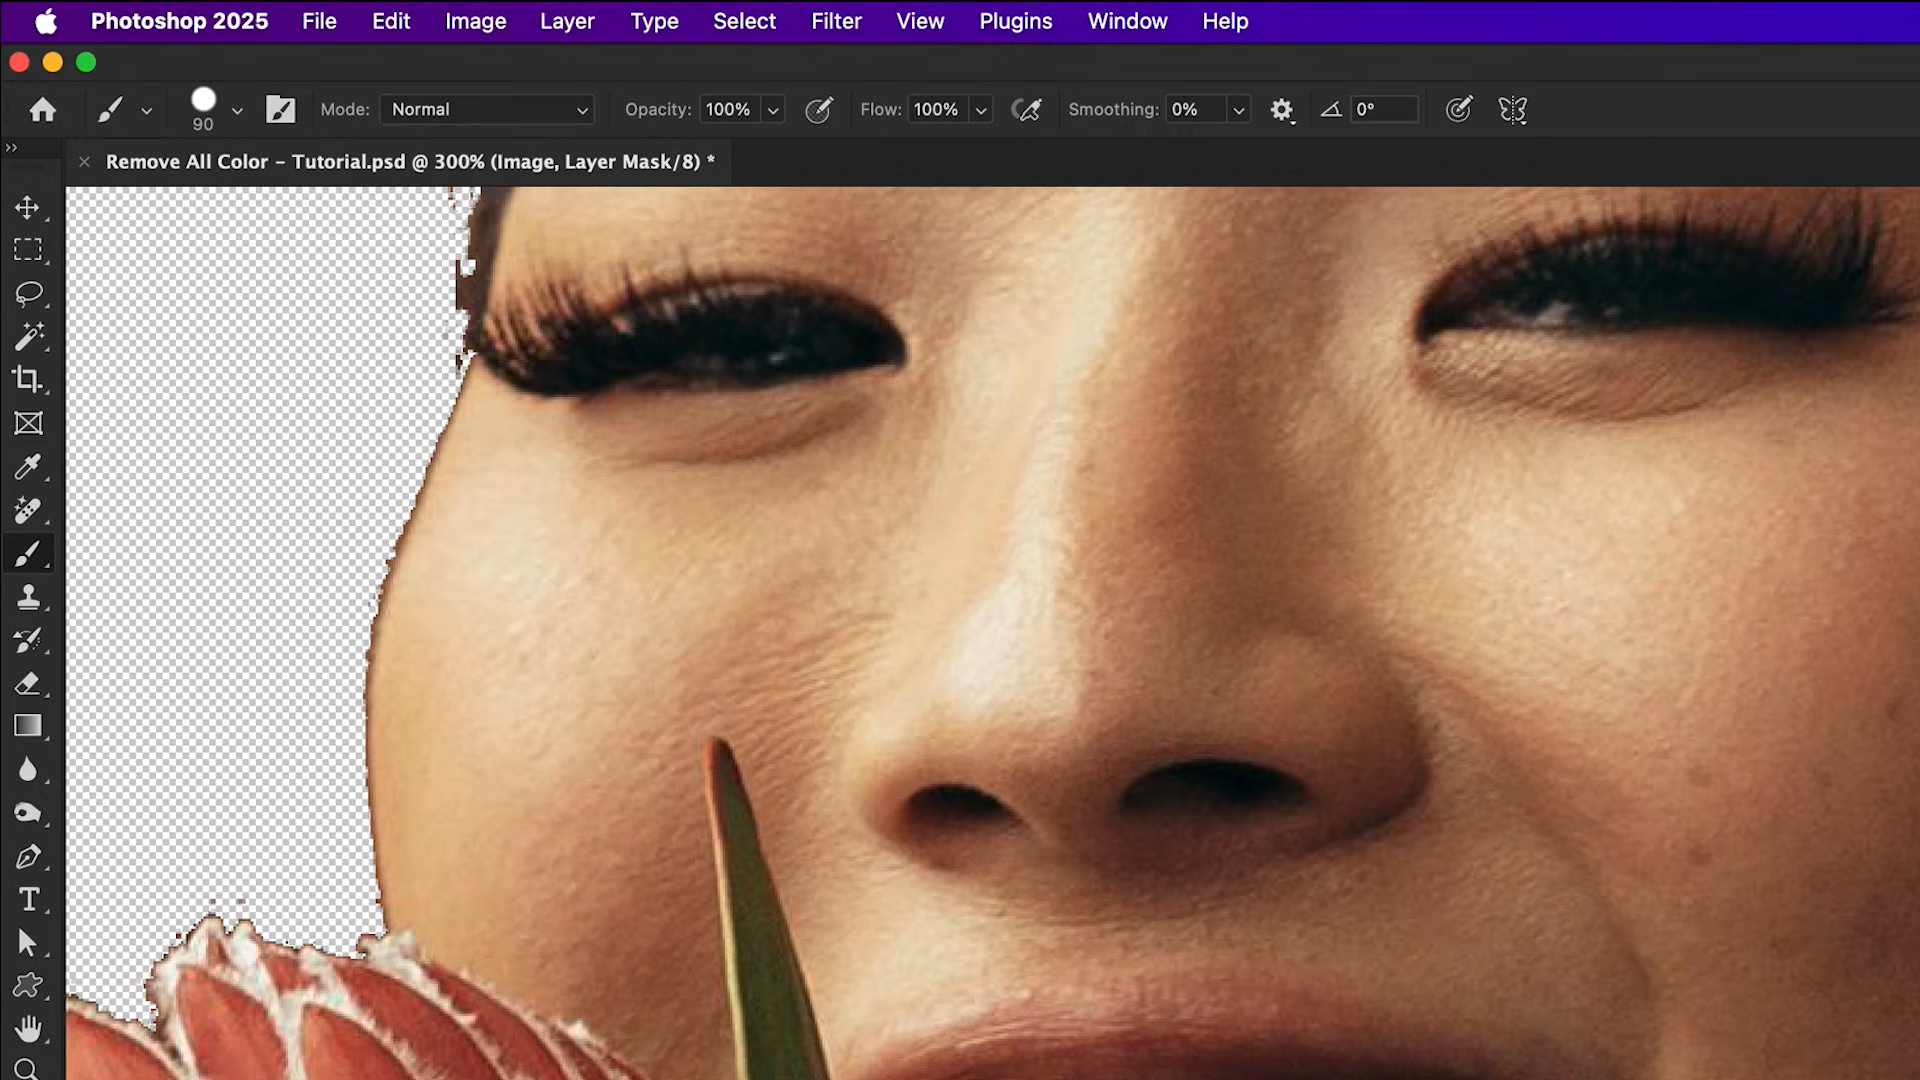 Photoshop 2025 File Edit Image Layer Type Select Filter View Plugins Window Help
90 Mode: Normal Opacity: 100% Flow: 100% Smoothing: 0% 0°
Remove All Color – Tutorial.psd @ 300% (Image, Layer Mask/8) *